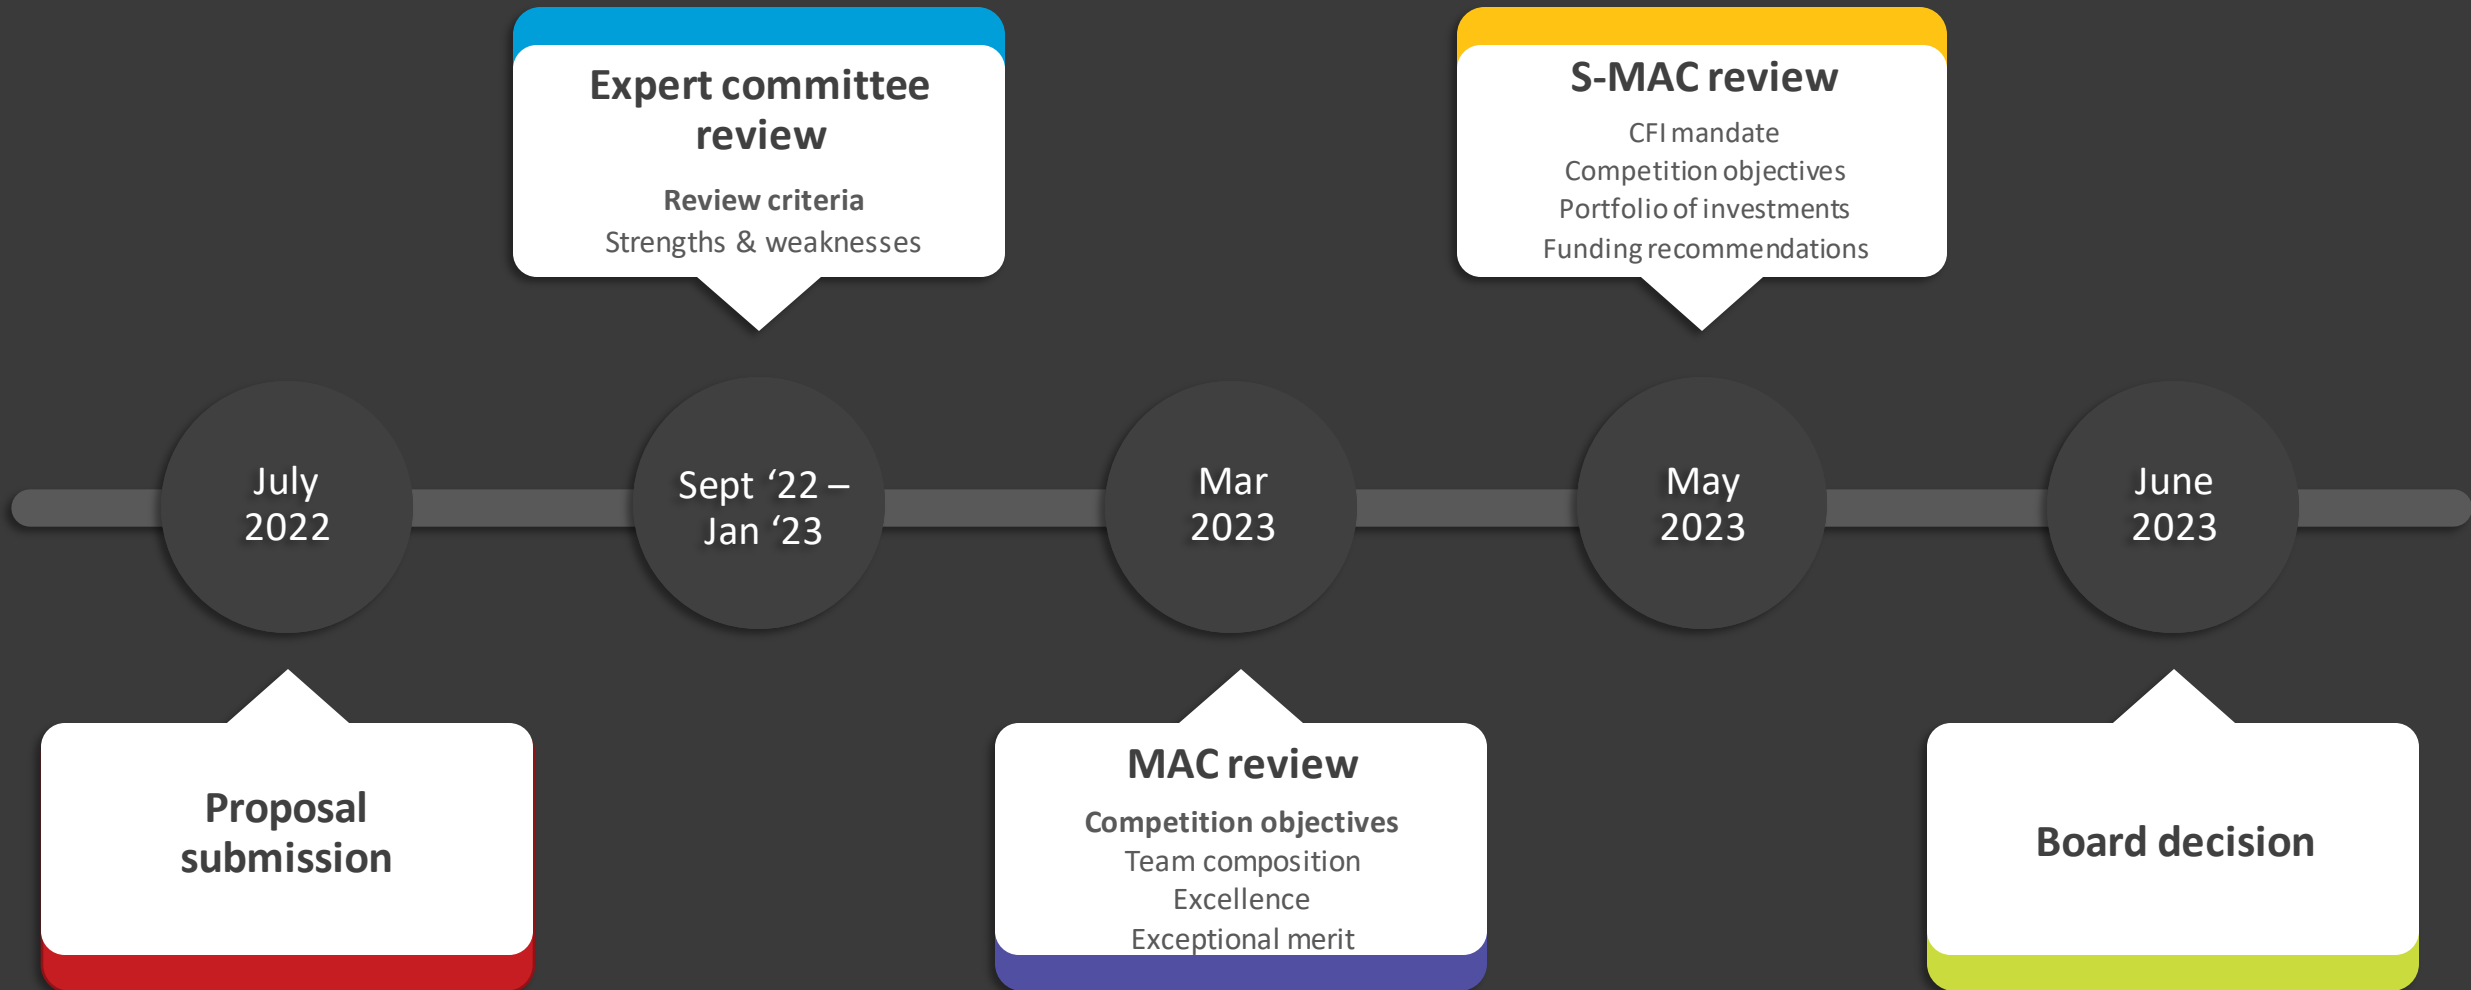 Expert committee
review
Review criteria
Strengths & weaknesses
S-MAC review
CFI mandate
Competition objectives
Portfolio of investments
Funding recommendations
July
2022
Sept ‘22 –
Jan ‘23
Mar
2023
May
2023
June
2023
Proposal
submission
MAC review
Competition objectives
Team composition
Excellence
Exceptional merit
Board decision